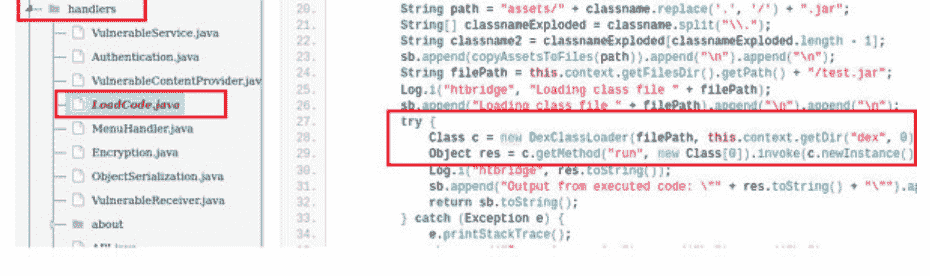 handlers
VulnerableService.java
Authentication.java
VulnerableContentProvider.jav
LoadCode.java
MenuHandler.java
Encryption.java
ObjectSerialization.java
VulnerableReceiver.java
about
API.java
20. String path = "assets/" + classname.replace('.', '/') + ".jar";
21. String[] classnameExploded = classname.split("\\.");
22. String classname2 = classnameExploded[classnameExploded.length - 1];
23. sb.append(copyAssetsToFiles(path)).append("\n").append("\n");
24. String filePath = this.context.getFilesDir().getPath() + "/test.jar";
25. Log.i("htbridge", "Loading class file " + filePath);
26. sb.append("Loading class file " + filePath).append("\n").append("\n");
27. try {
28. Class c = new DexClassLoader(filePath, this.context.getDir("dex", 0)
29. Object res = c.getMethod("run", new Class[0]).invoke(c.newInstance()
30. Log.i("htbridge", res.toString());
31. sb.append("Output from executed code: \"" + res.toString() + "\"").a
32. return sb.toString();
33. } catch (Exception e) {
34. e.printStackTrace();